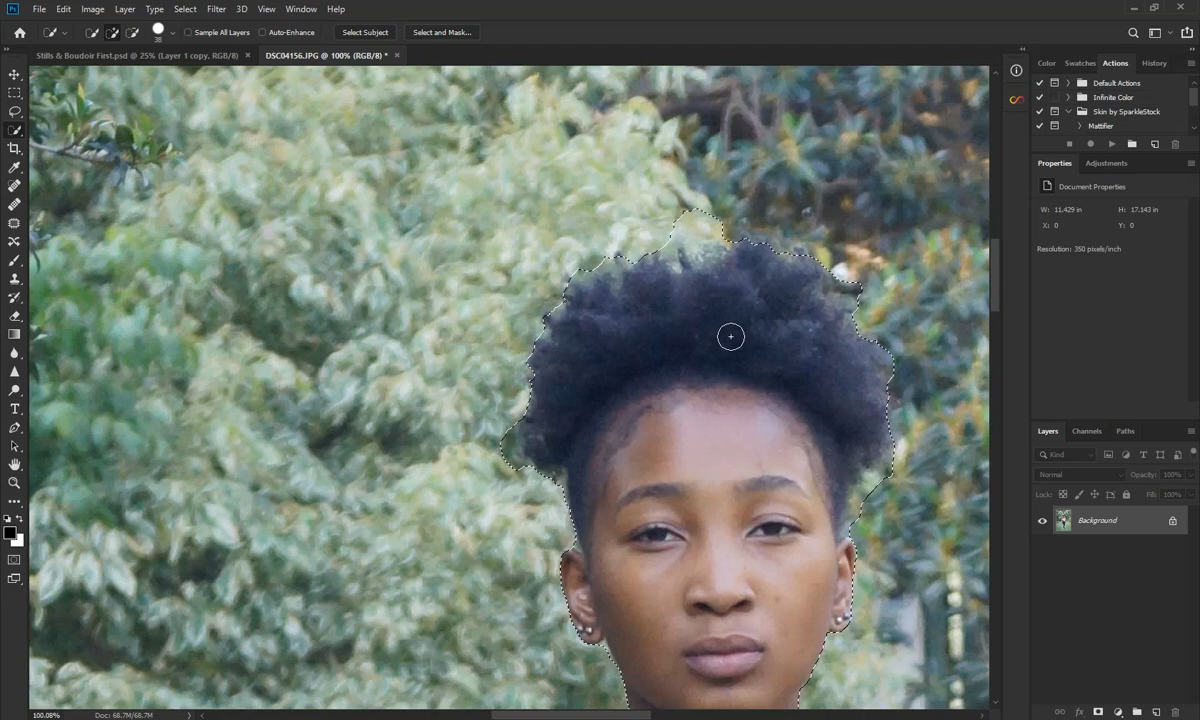 Ps File Edit Image Layer Type Select Filter 3D View Window Help
38 Sample All Layers Auto-Enhance Select Subject Select and Mask...
Stills & Boudoir First.psd @ 25% (Layer 1 copy, RGB/8) × DSC04156.JPG @ 100% (RGB/8) * ×
Color Swatches Actions History
Default Actions
Infinite Color
Skin by SparkleStock
Mattifier
Properties Adjustments
Document Properties
W: 11.429 in H: 17.143 in
X: 0 Y: 0
Resolution: 350 pixels/inch
Layers Channels Paths
Kind
Normal Opacity: 100%
Lock: Fill: 100%
Background
100.08% Doc: 68.7M/68.7M